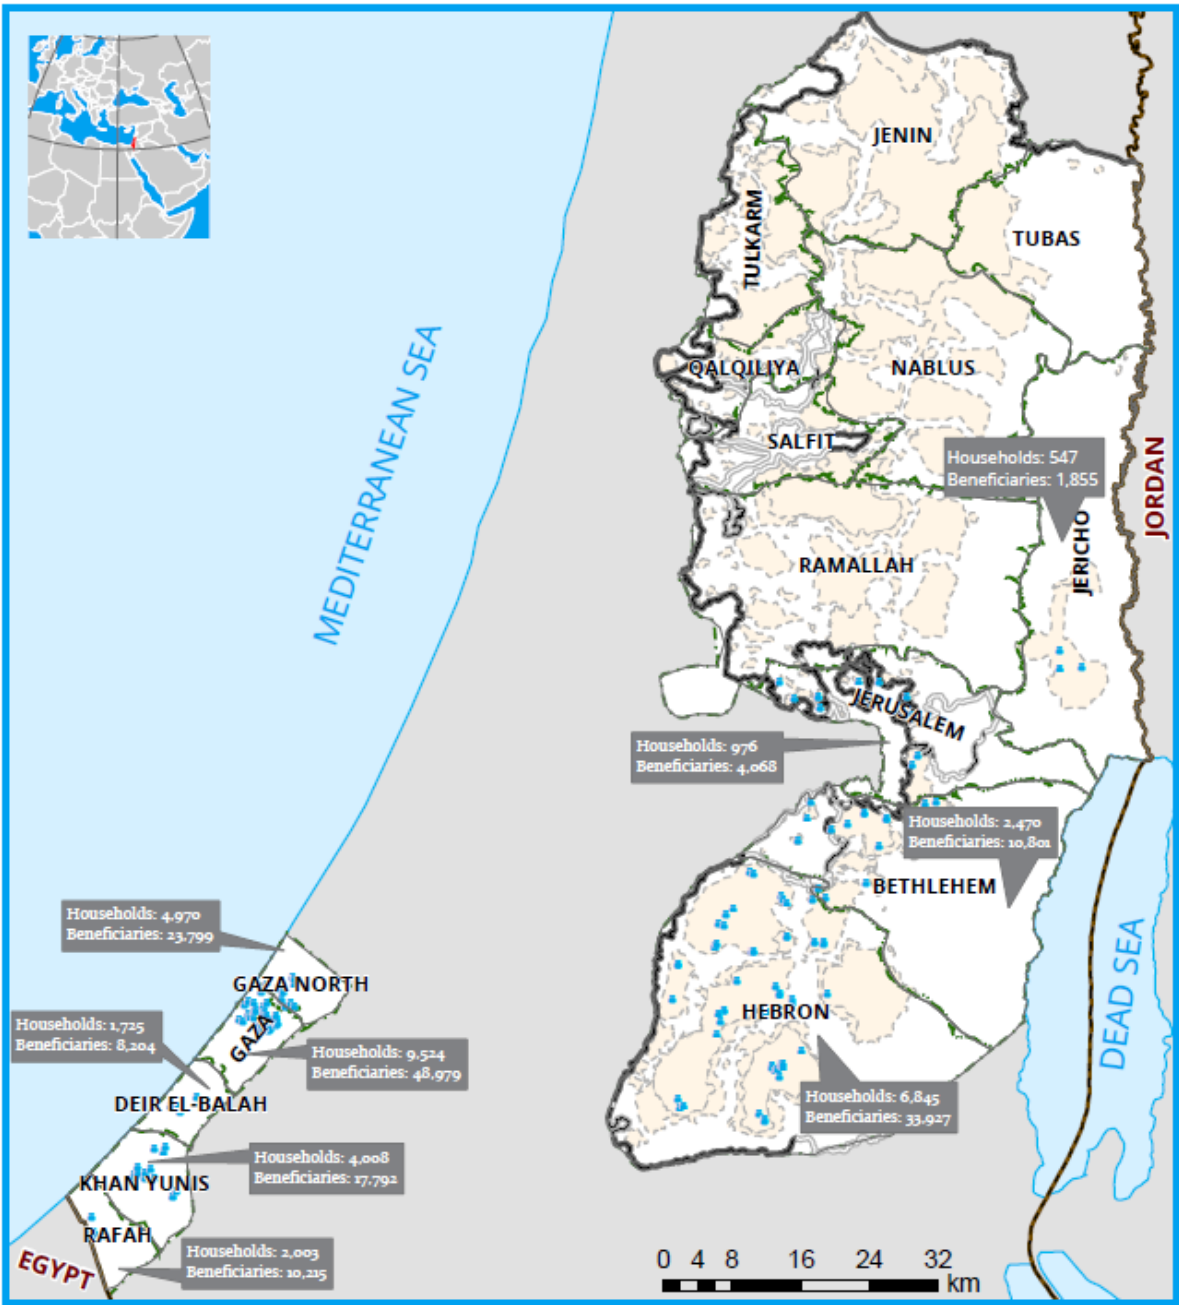 JENIN
TULKARM
TUBAS
MEDITERRANEAN SEA
QALQILIYA
NABLUS
SALFIT
Households: 547
Beneficiaries: 1,855
JORDAN
JERICHO
RAMALLAH
JERUSALEM
Households: 976
Beneficiaries: 4,068
Households: 2,470
Beneficiaries: 10,801
BETHLEHEM
Households: 4,970
Beneficiaries: 23,799
GAZA NORTH
DEAD SEA
HEBRON
Households: 1,725
Beneficiaries: 8,204
GAZA
Households: 9,524
Beneficiaries: 48,979
DEIR EL-BALAH
Households: 6,845
Beneficiaries: 33,927
Households: 4,008
Beneficiaries: 17,792
KHAN YUNIS
RAFAH
Households: 2,003
Beneficiaries: 10,215
EGYPT
0 4 8 16 24 32
km